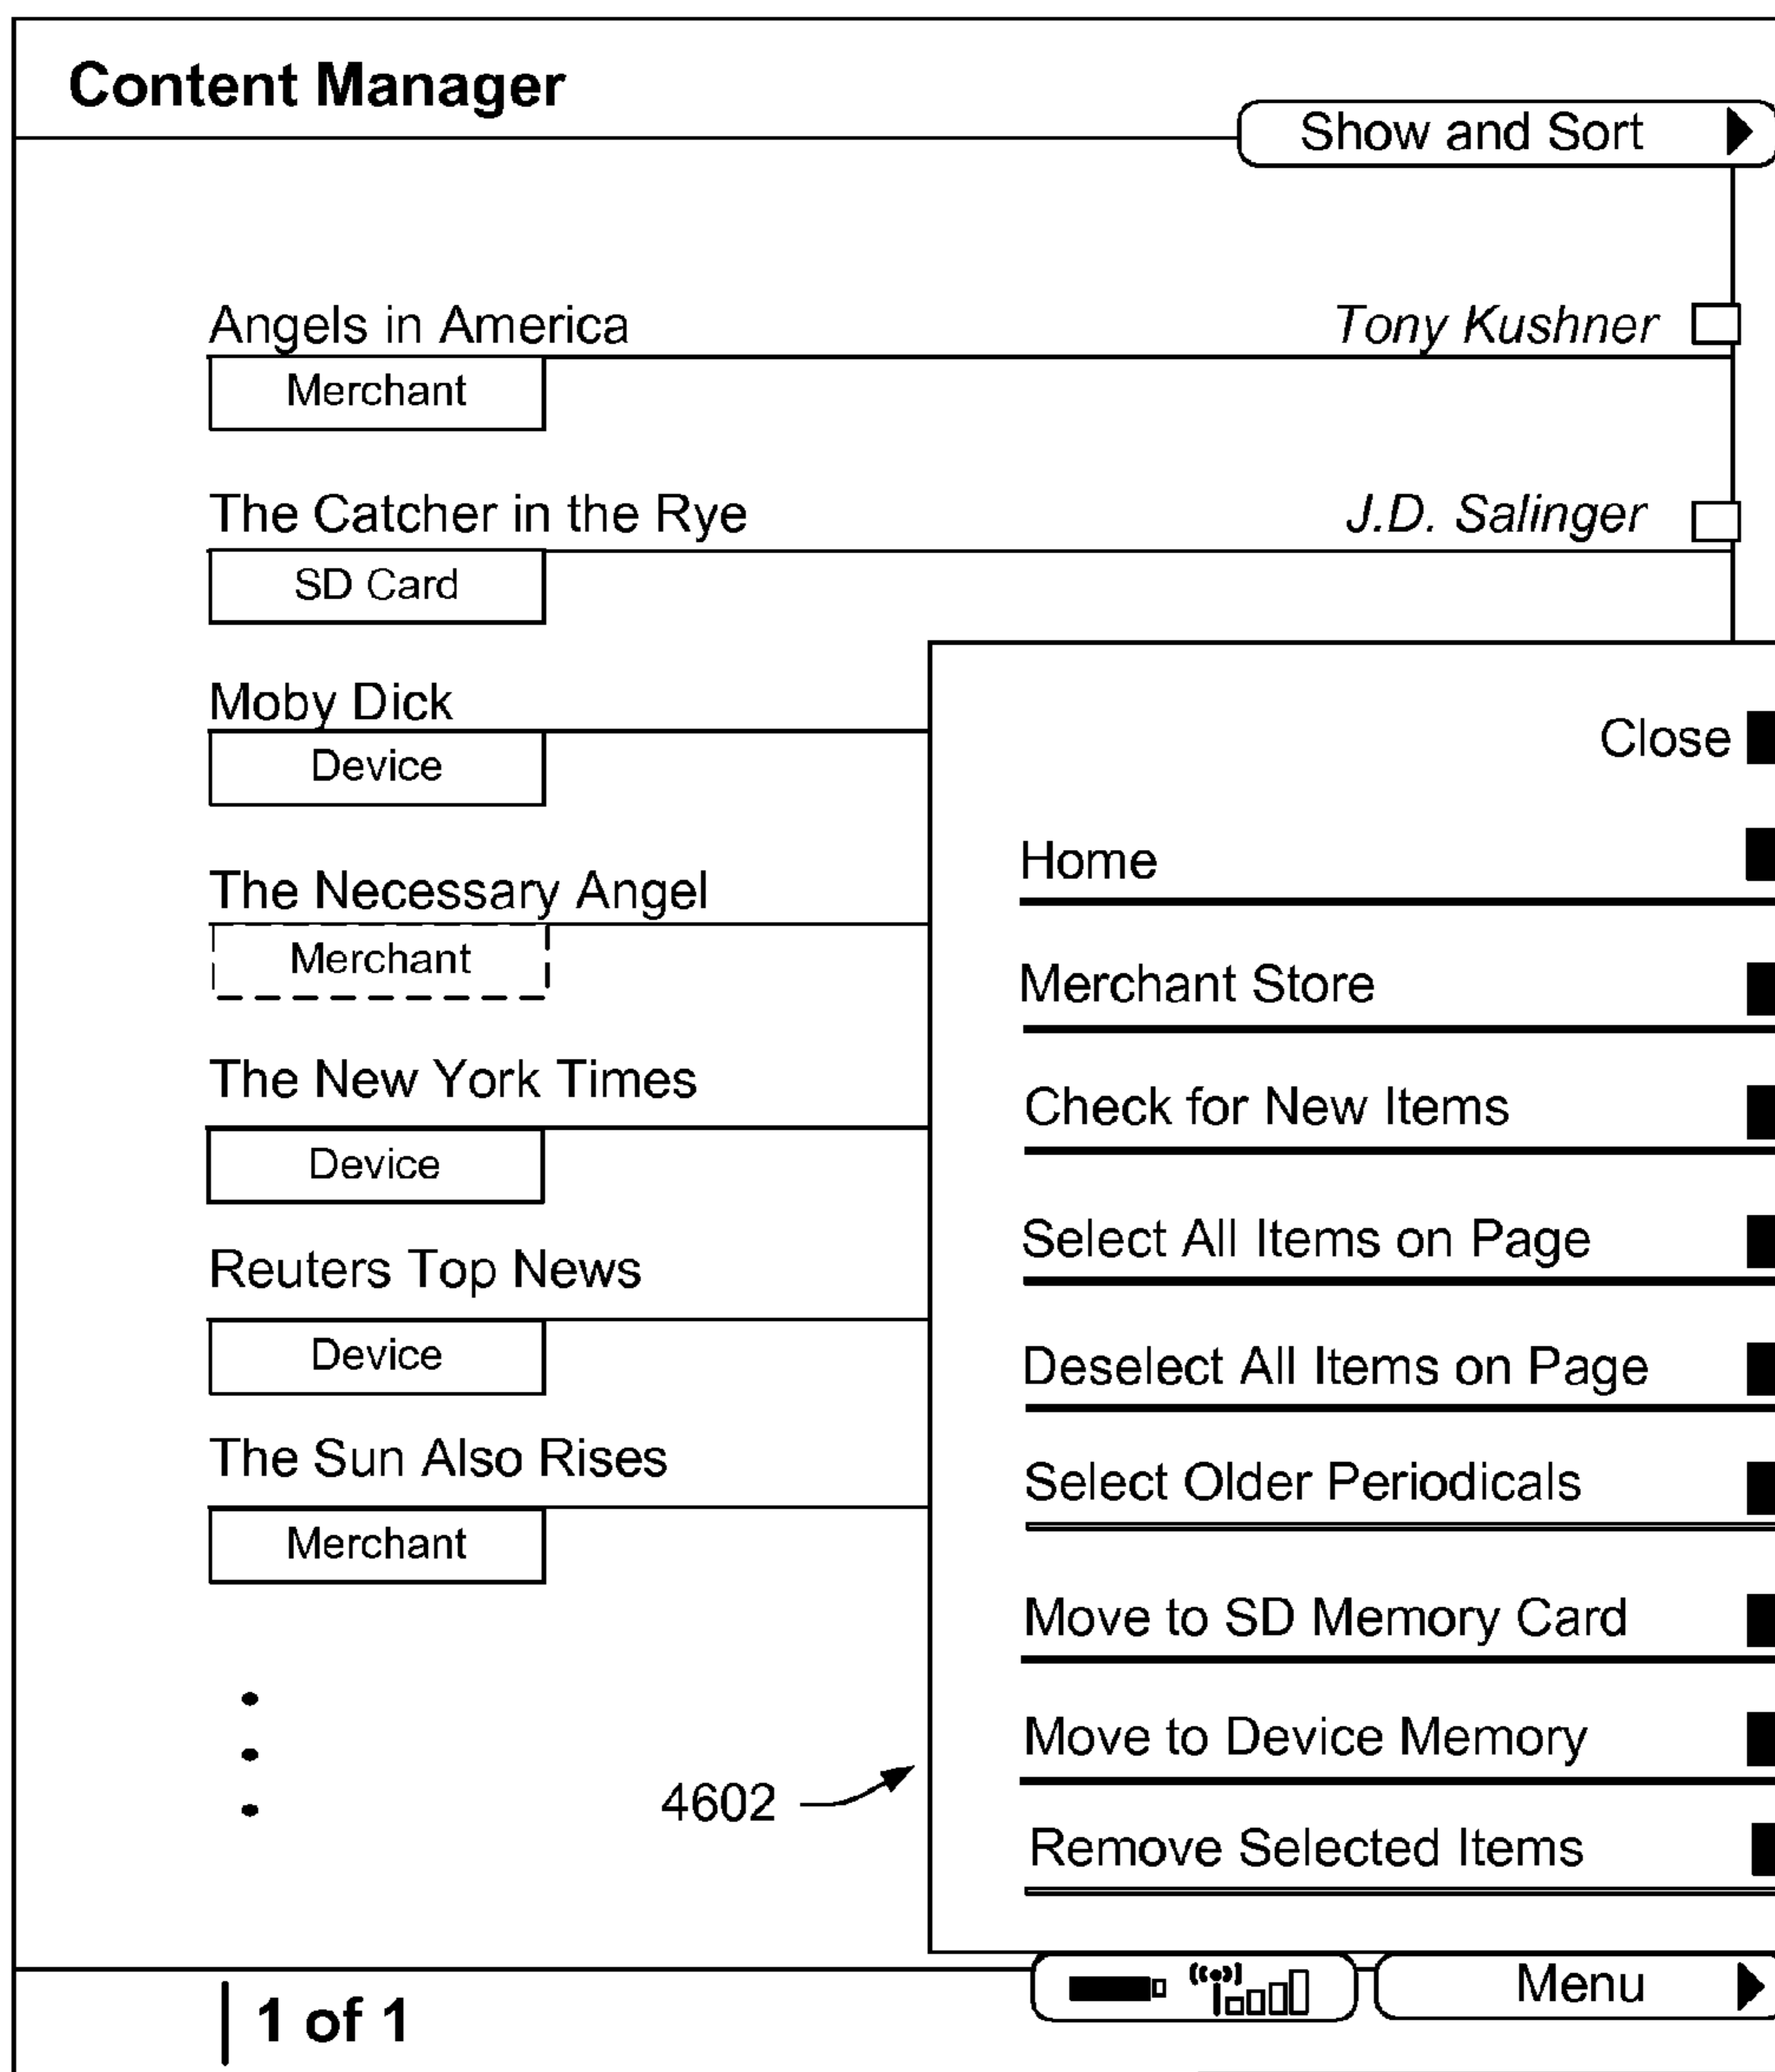 Content Manager
Show and Sort
Angels in America Tony Kushner
Merchant
The Catcher in the Rye J.D. Salinger
SD Card
Moby Dick
Device
The Necessary Angel
Merchant
The New York Times
Device
Reuters Top News
Device
The Sun Also Rises
Merchant
4602
Close
Home
Merchant Store
Check for New Items
Select All Items on Page
Deselect All Items on Page
Select Older Periodicals
Move to SD Memory Card
Move to Device Memory
Remove Selected Items
1 of 1
Menu